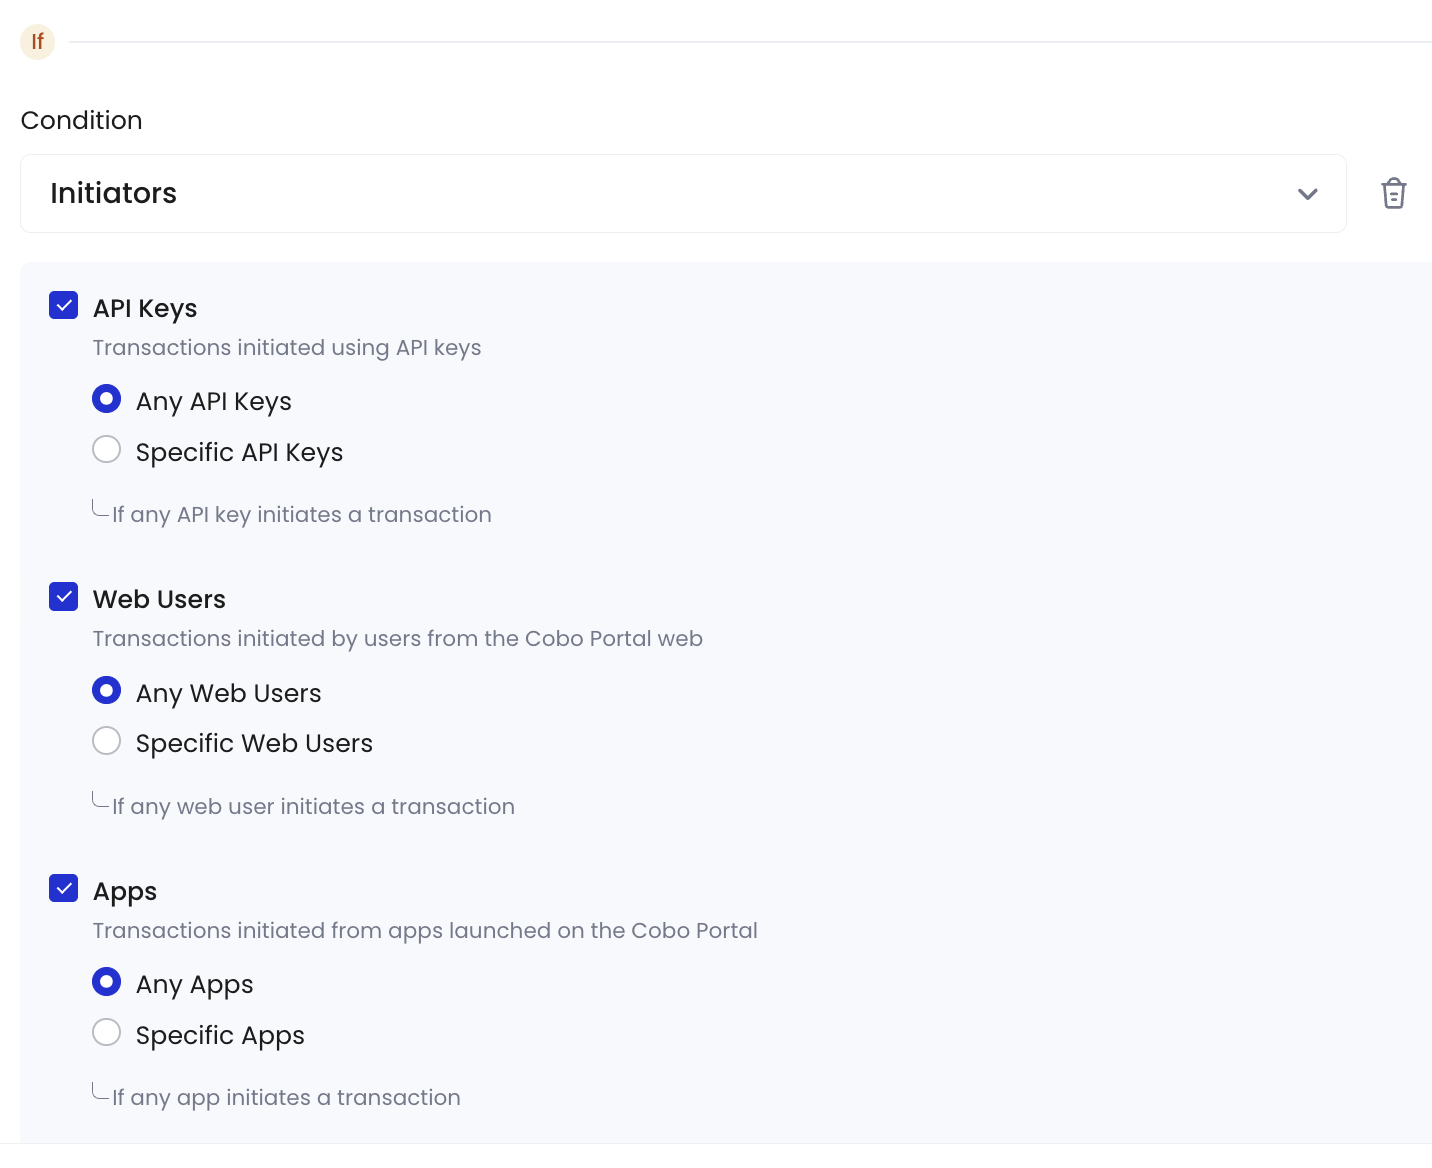 If
Condition
Initiators
API Keys
Transactions initiated using API keys
Any API Keys
Specific API Keys
If any API key initiates a transaction
Web Users
Transactions initiated by users from the Cobo Portal web
Any Web Users
Specific Web Users
If any web user initiates a transaction
Apps
Transactions initiated from apps launched on the Cobo Portal
Any Apps
Specific Apps
If any app initiates a transaction